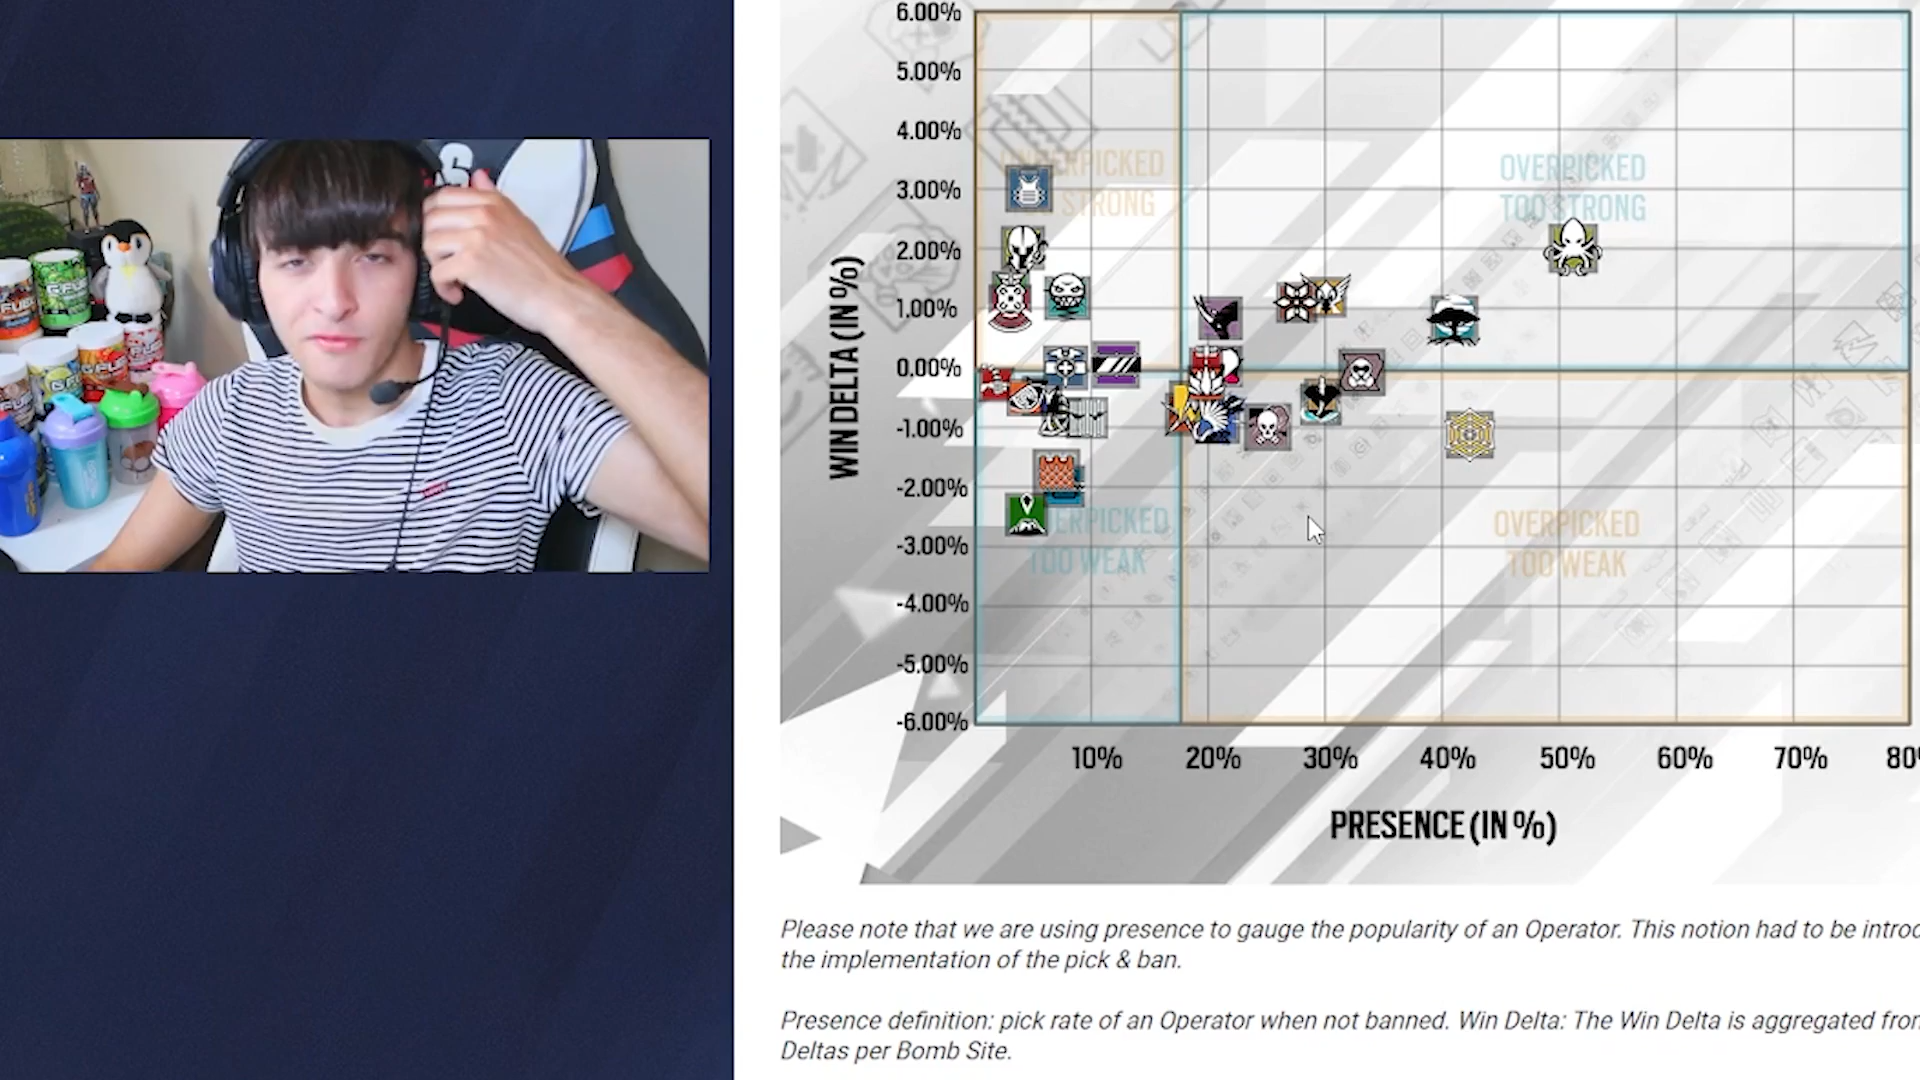 6.00%
5.00%
4.00%
3.00%
2.00%
1.00%
0.00%
-1.00%
-2.00%
-3.00%
-4.00%
-5.00%
-6.00%
WIN DELTA (IN %)
STRONG
OVERPICKED
TOO STRONG
TOO WEAK
OVERPICKED
TOO WEAK
10% 20% 30% 40% 50% 60% 70% 80%
PRESENCE (IN %)
Please note that we are using presence to gauge the popularity of an Operator. This notion had to be introd
the implementation of the pick & ban.
Presence definition: pick rate of an Operator when not banned. Win Delta: The Win Delta is aggregated from
Deltas per Bomb Site.